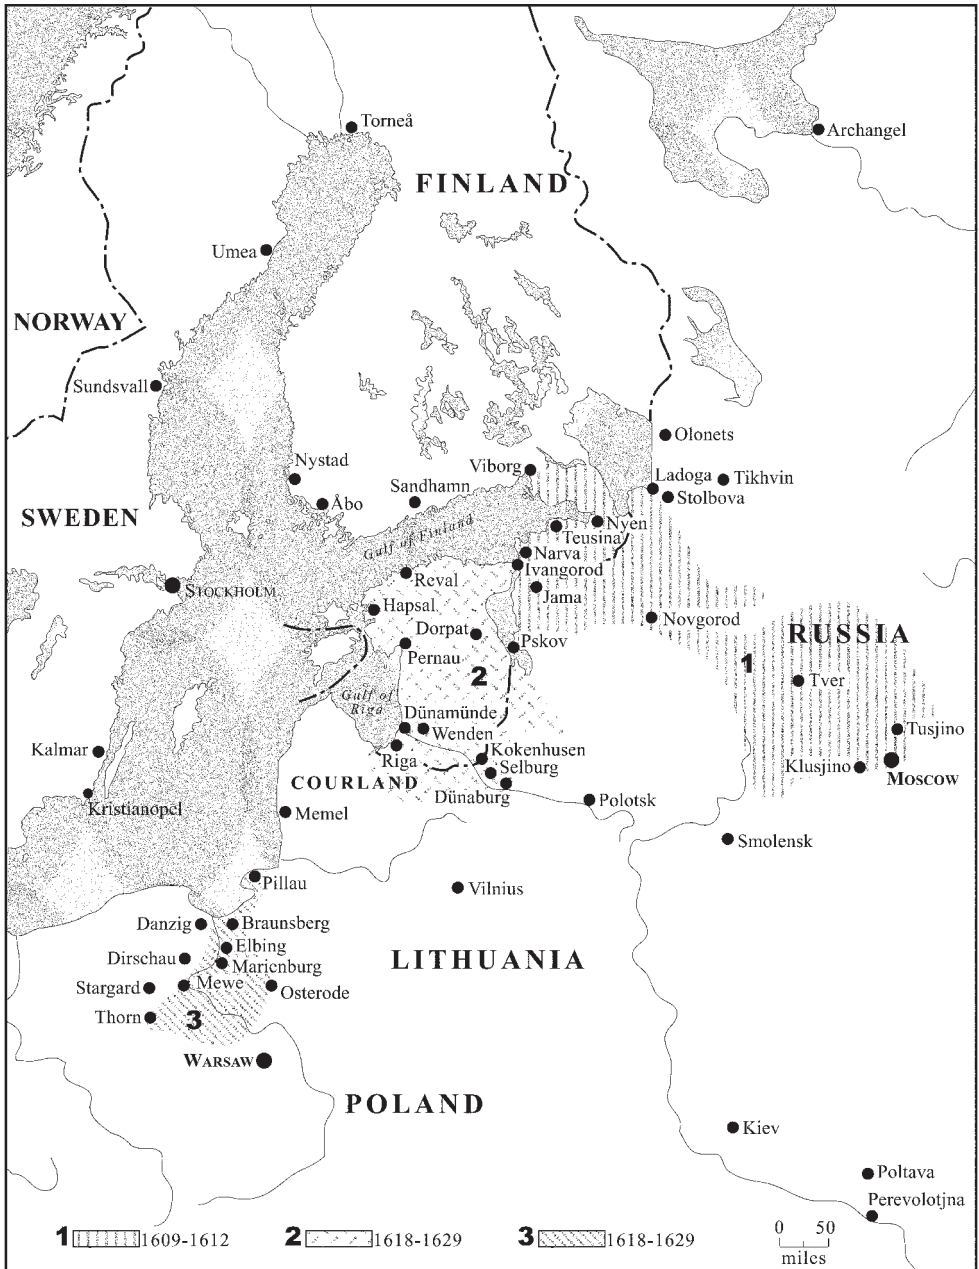 Torneå
Archangel
FINLAND
Umea
NORWAY
Sundsvall
Olonets
Nystad
Viborg
Ladoga
Tikhvin
Sandhamn
Stolbova
Åbo
SWEDEN
Nyen
Gulf of Finland
Teusina
Narva
Ivangorod
Reval
STOCKHOLM
Jama
Hapsal
Novgorod
Dorpat
RUSSIA
Pskov
Pernau
1
2
Tver
Gulf of
Riga
Dünamünde
Tusjino
Wenden
Kalmar
Kokenhusen
Riga
Selburg
Klusjino
COURLAND
MOSCOW
Dünaburg
Polotsk
Kristianopel
Memel
Smolensk
Pillau
Vilnius
Danzig
Braunsberg
Elbing
Dirschau
LITHUANIA
Marienburg
Mewe
Stargard
Osterode
Thorn
3
WARSAW
POLAND
Kiev
Poltava
Perevolotjna
1 1609-1612
2 1618-1629
3 1618-1629
0 50
miles